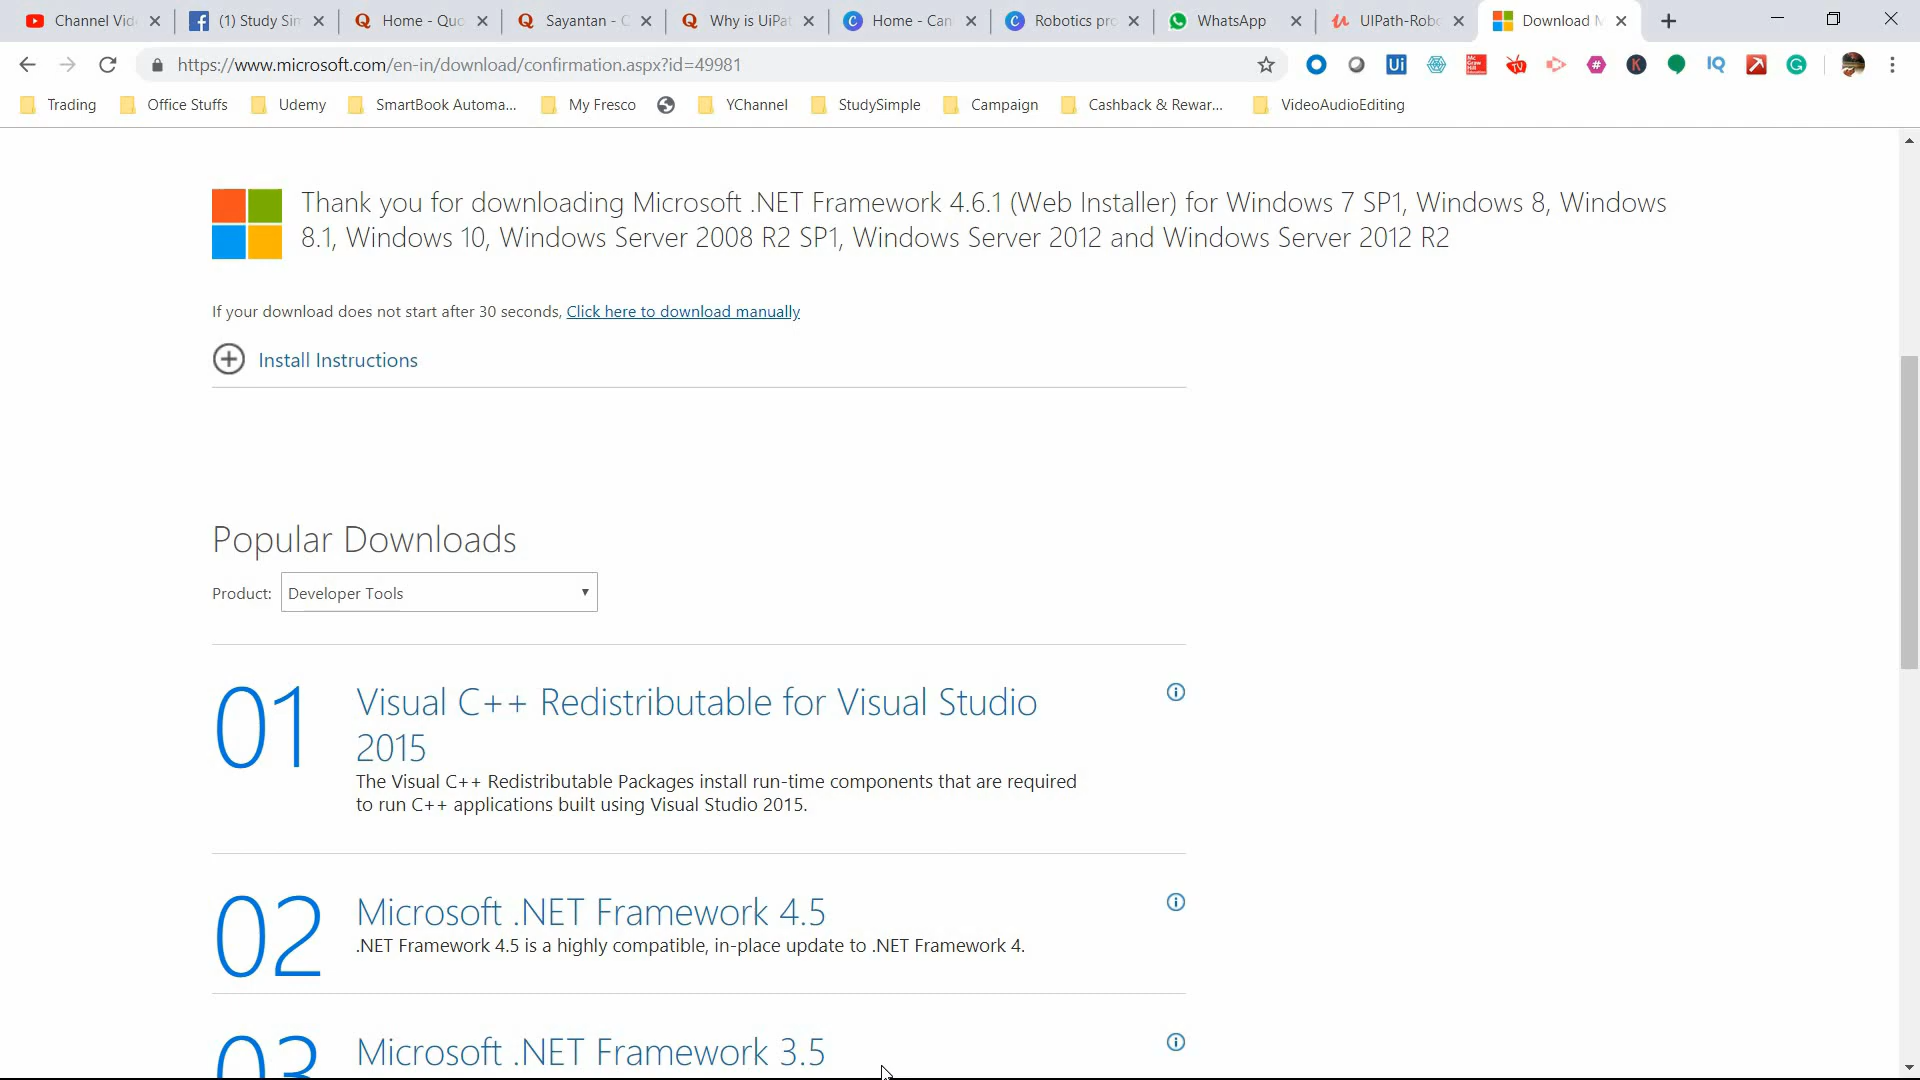 Channel Vid
(1) Study Sim
Home - Quo
Sayantan - 
Why is UiPat
Home - Can
Robotics pro
WhatsApp
UIPath-Robo
Download M
https://www.microsoft.com/en-in/download/confirmation.aspx?id=49981
Trading
Office Stuffs
Udemy
SmartBook Automa...
My Fresco
YChannel
StudySimple
Campaign
Cashback & Rewar...
VideoAudioEditing
Thank you for downloading Microsoft .NET Framework 4.6.1 (Web Installer) for Windows 7 SP1, Windows 8, Windows
8.1, Windows 10, Windows Server 2008 R2 SP1, Windows Server 2012 and Windows Server 2012 R2
If your download does not start after 30 seconds, Click here to download manually
Install Instructions
Popular Downloads
Product: Developer Tools
01
Visual C++ Redistributable for Visual Studio
2015
The Visual C++ Redistributable Packages install run-time components that are required
to run C++ applications built using Visual Studio 2015.
02
Microsoft .NET Framework 4.5
.NET Framework 4.5 is a highly compatible, in-place update to .NET Framework 4.
03
Microsoft .NET Framework 3.5